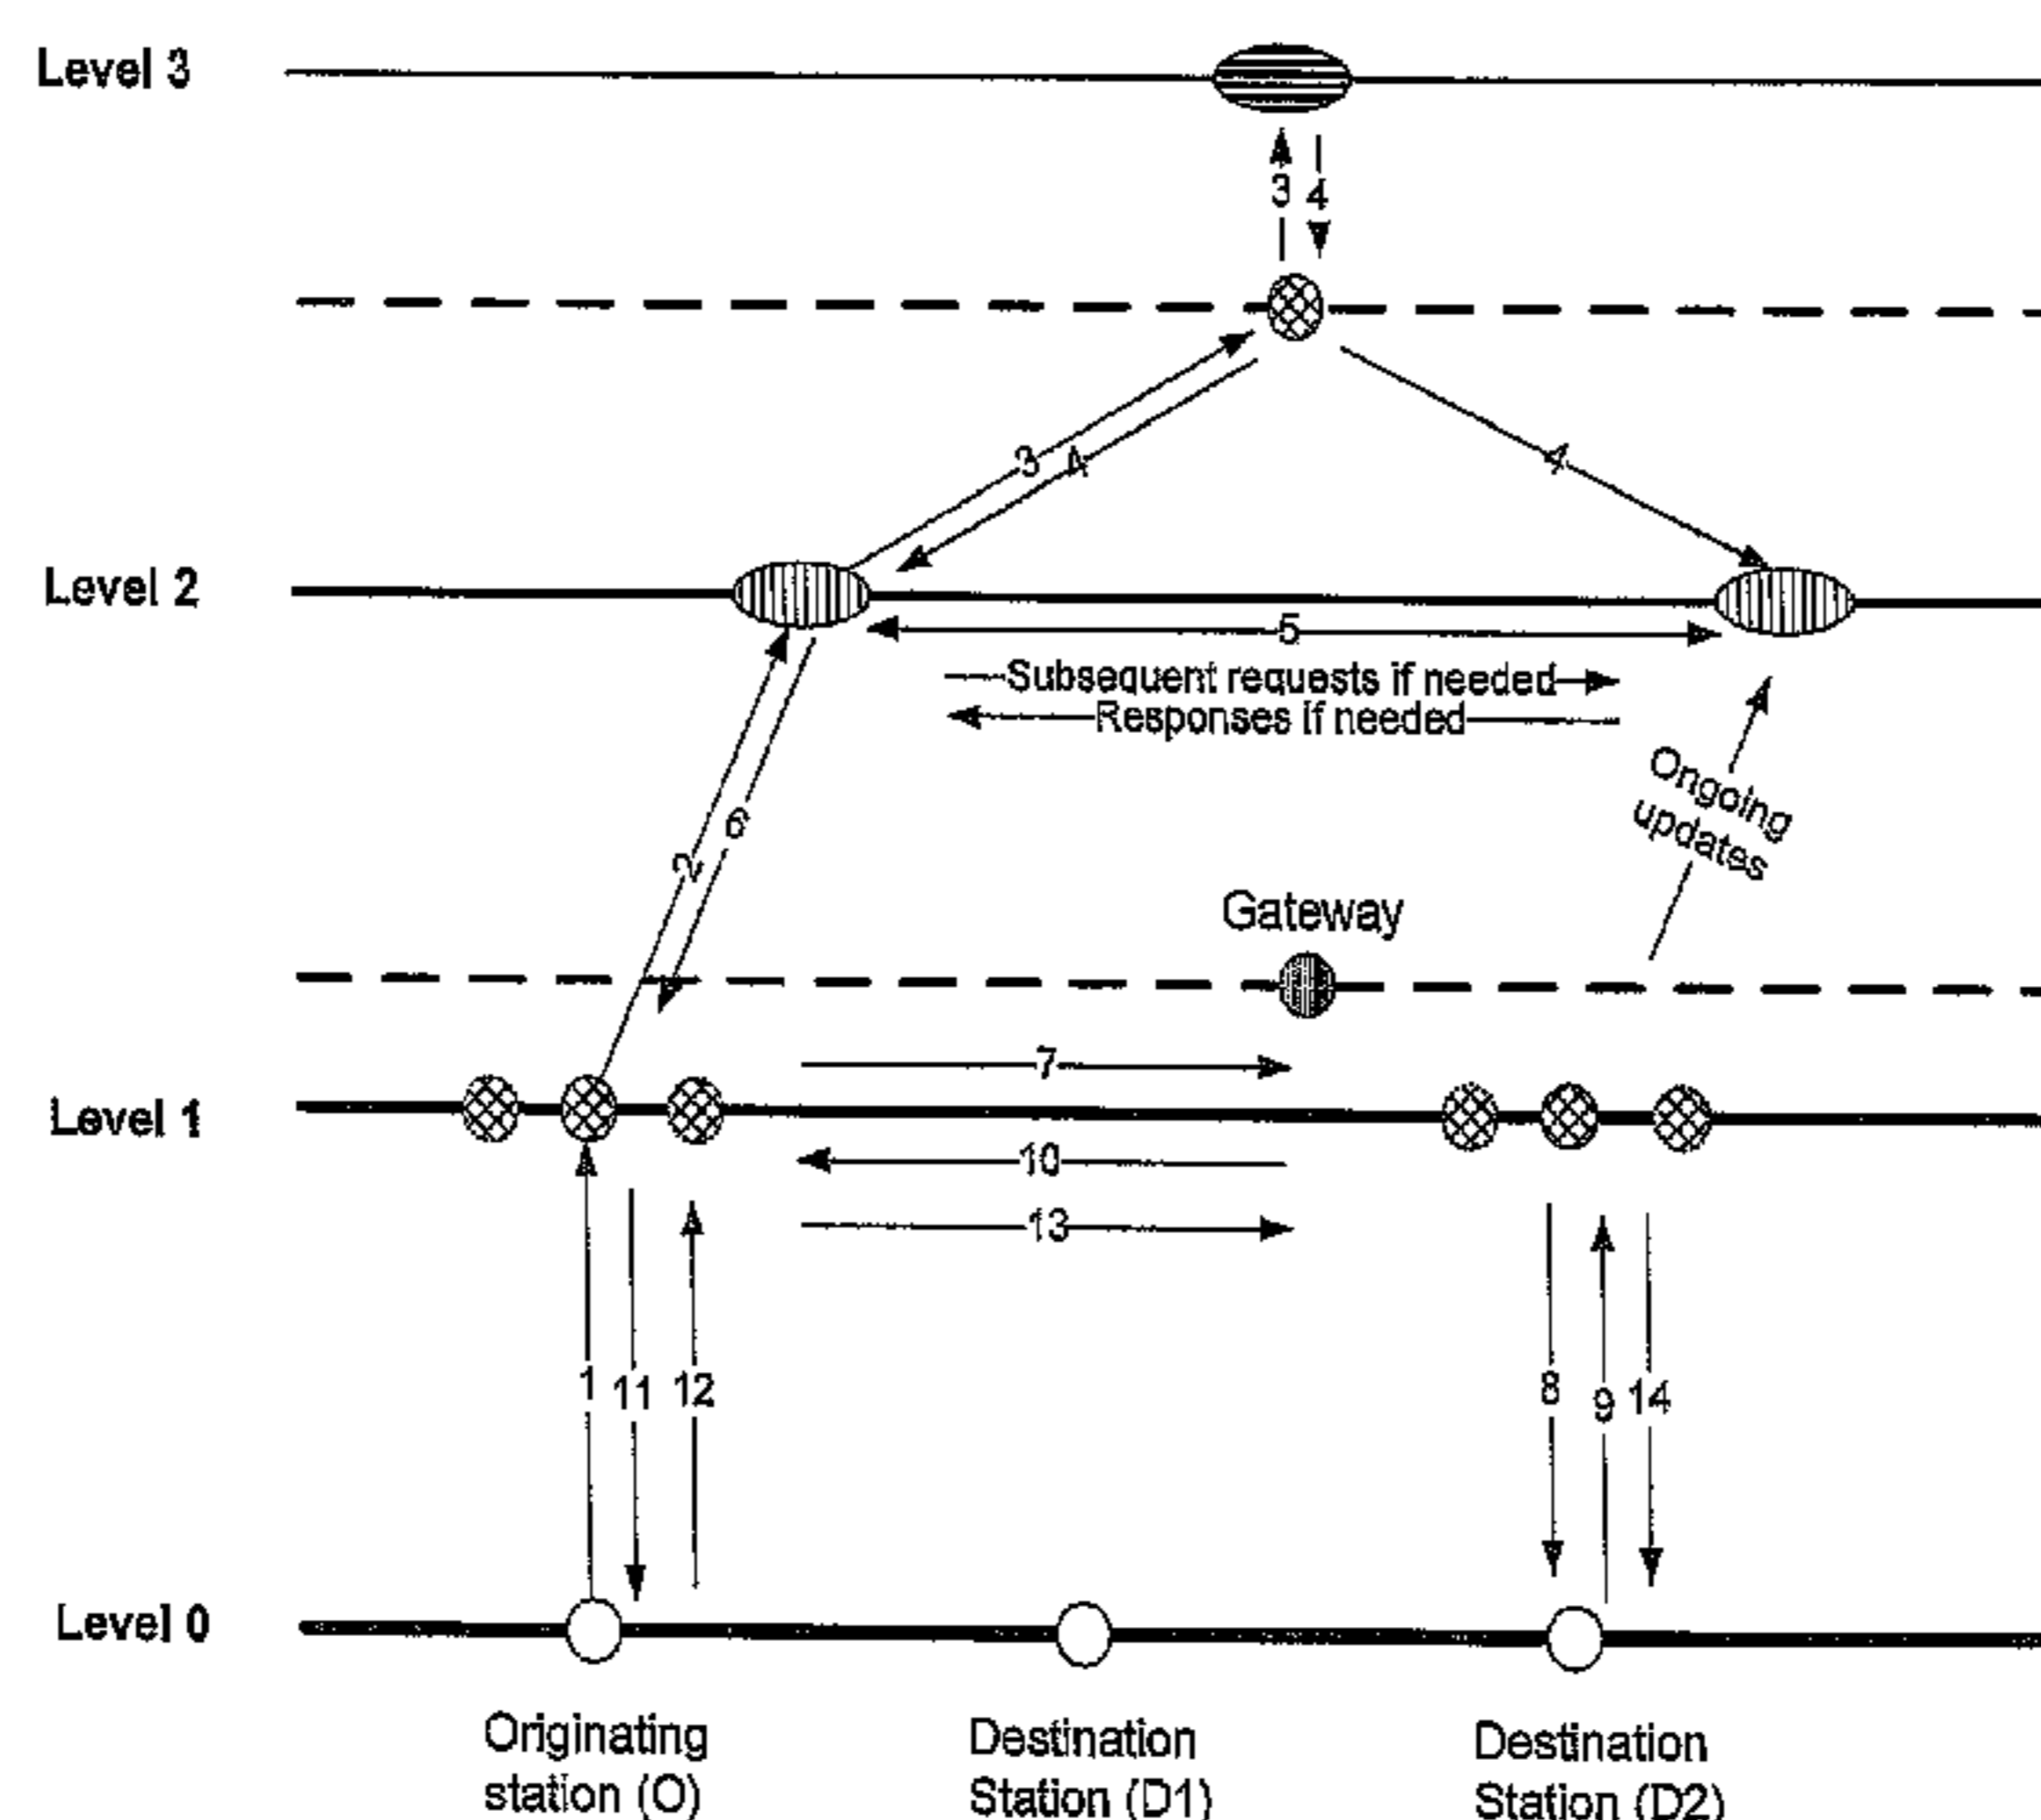 Level 3
3 4
3 4 4
Level 2
5
Subsequent requests if needed
Responses if needed
Ongoing
updates
6
2
Gateway
7
Level 1
10
13
1 11 12 8 9 14
Level 0
Originating
station (O)
Destination
Station (D1)
Destination
Station (D2)